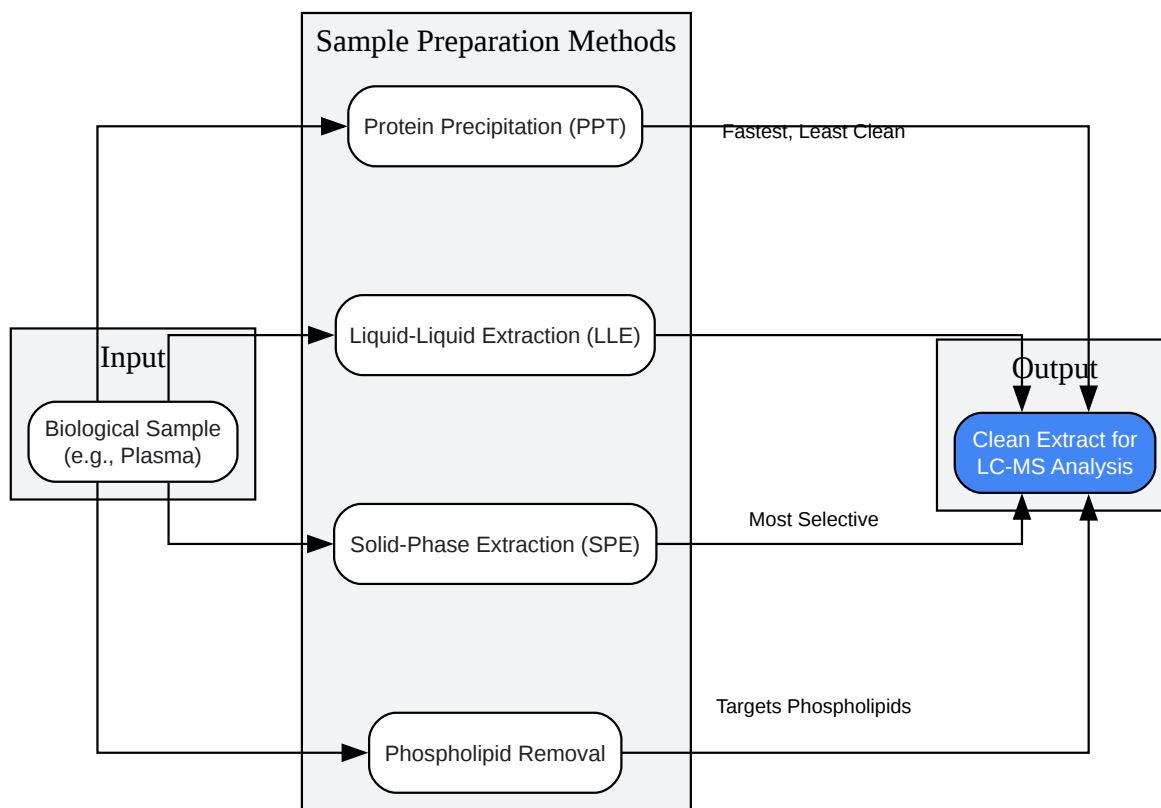 Sample Preparation Methods
Protein Precipitation (PPT)
Fastest, Least Clean
Liquid-Liquid Extraction (LLE)
Input
Output
Biological Sample
(e.g., Plasma)
Clean Extract for
LC-MS Analysis
Most Selective
Solid-Phase Extraction (SPE)
Targets Phospholipids
Phospholipid Removal